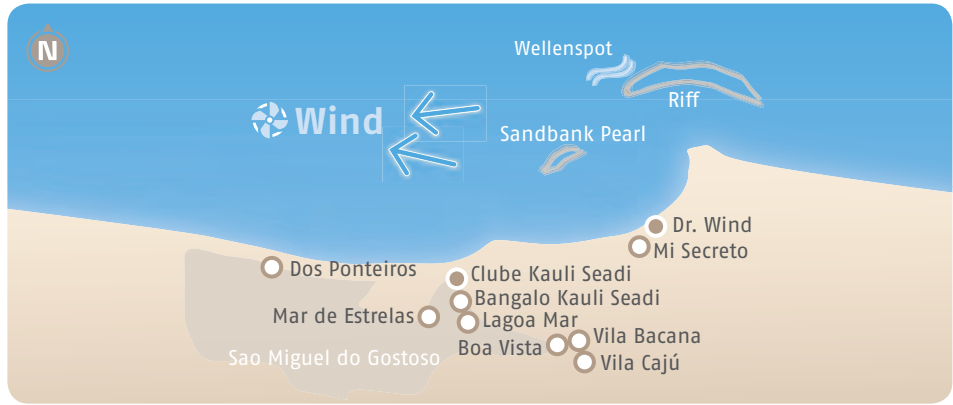 N
Wellenspot
Riff
Wind
Sandbank Pearl
Dr. Wind
Mi Secreto
Dos Ponteiros
Clube Kauli Seadi
Bangalo Kauli Seadi
Mar de Estrelas
Lagoa Mar
Vila Bacana
Boa Vista
Sao Miguel do Gostoso
Vila Cajú